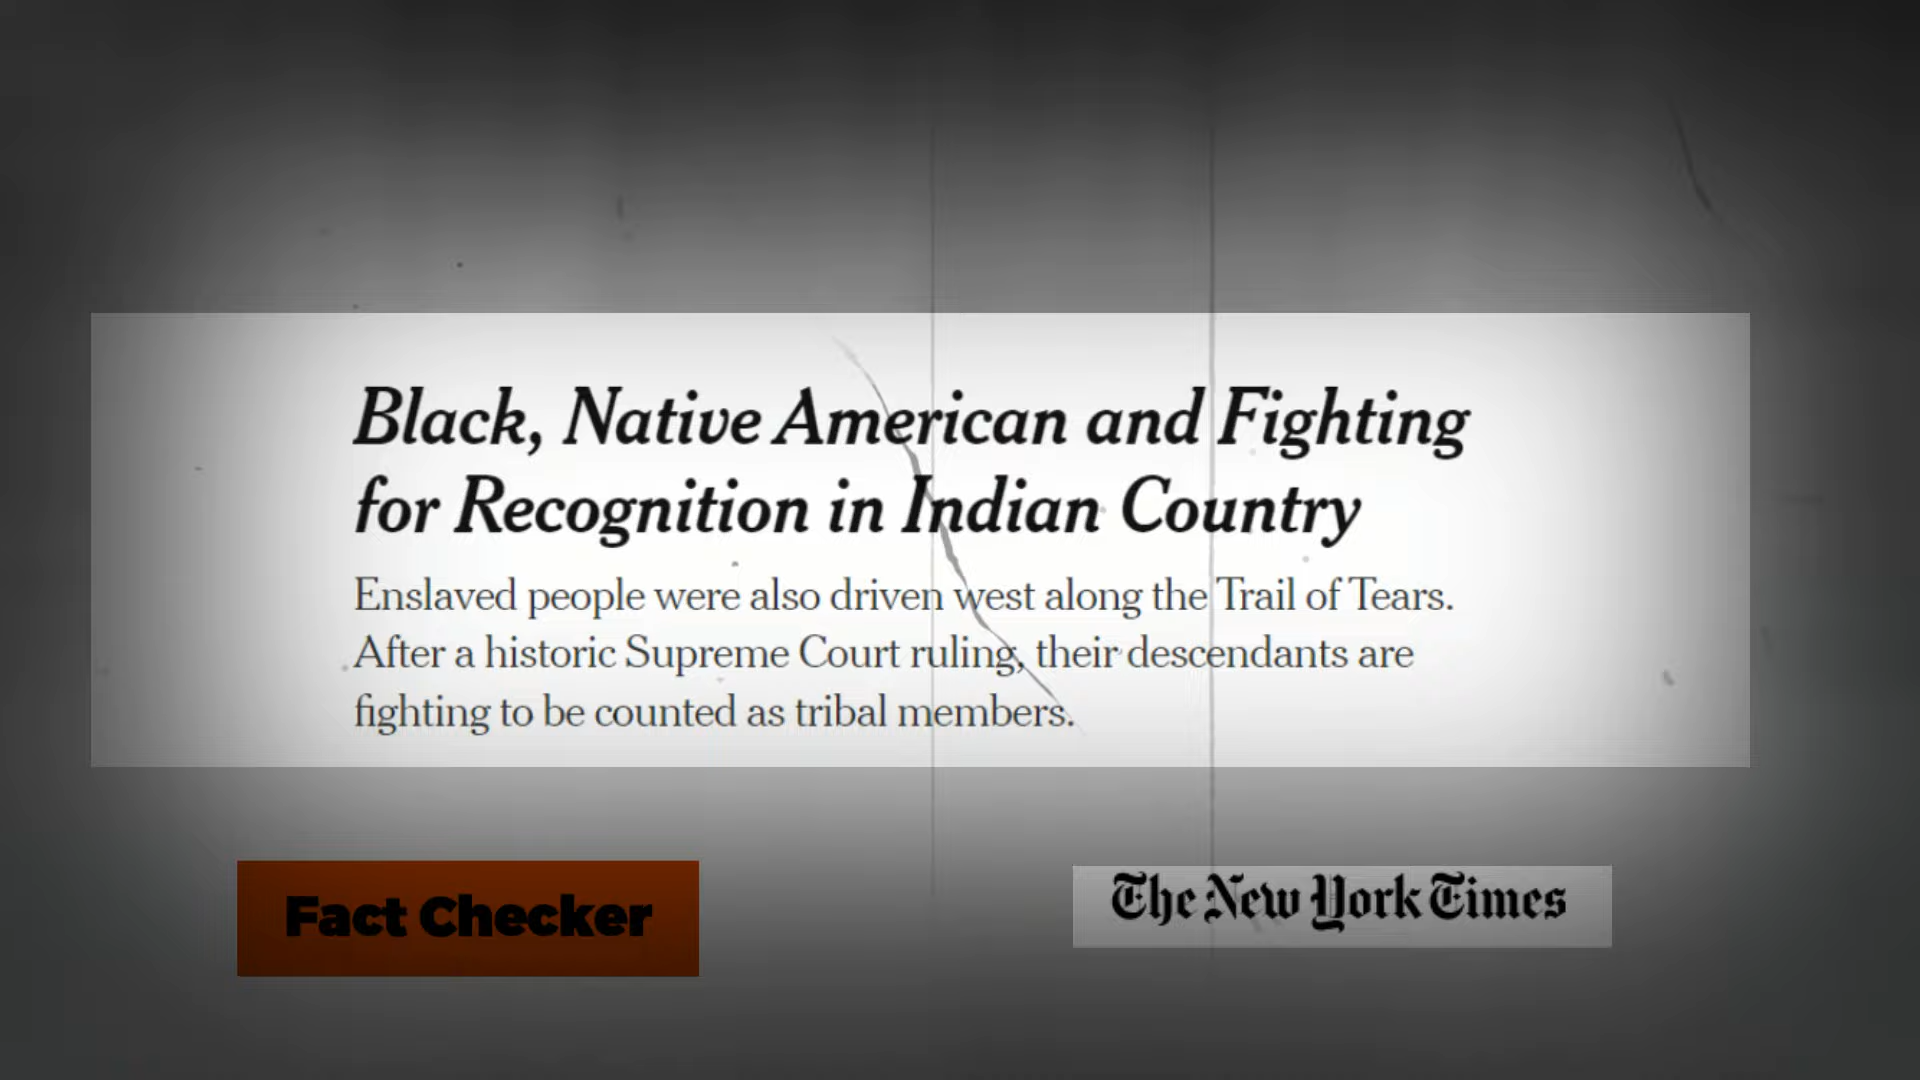 Black, Native American and Fighting
for Recognition in Indian Country
Enslaved people were also driven west along the Trail of Tears.
After a historic Supreme Court ruling, their descendants are
fighting to be counted as tribal members.
Fact Checker
The New York Times